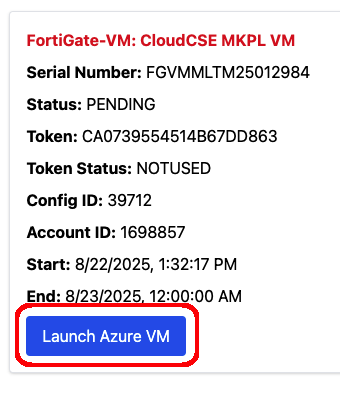 FortiGate-VM: CloudCSE MKPL VM
Serial Number: FGVMMLTM25012984
Status: PENDING
Token: CA0739554514B67DD863
Token Status: NOTUSED
Config ID: 39712
Account ID: 1698857
Start: 8/22/2025, 1:32:17 PM
End: 8/23/2025, 12:00:00 AM
Launch Azure VM